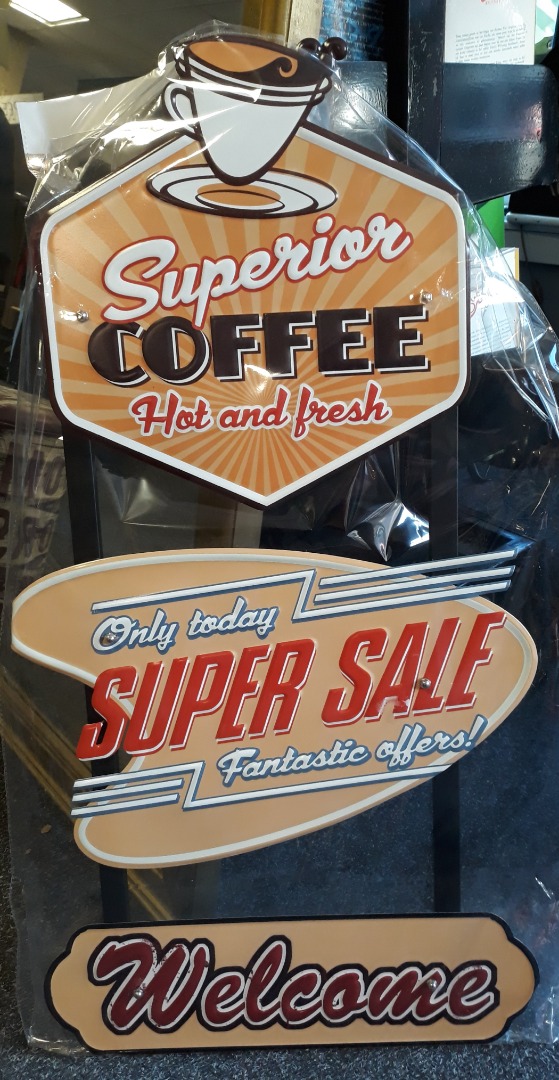 Superior
COFFEE
Hot and fresh
Only today
SUPER SALE
Fantastic offers!
Welcome